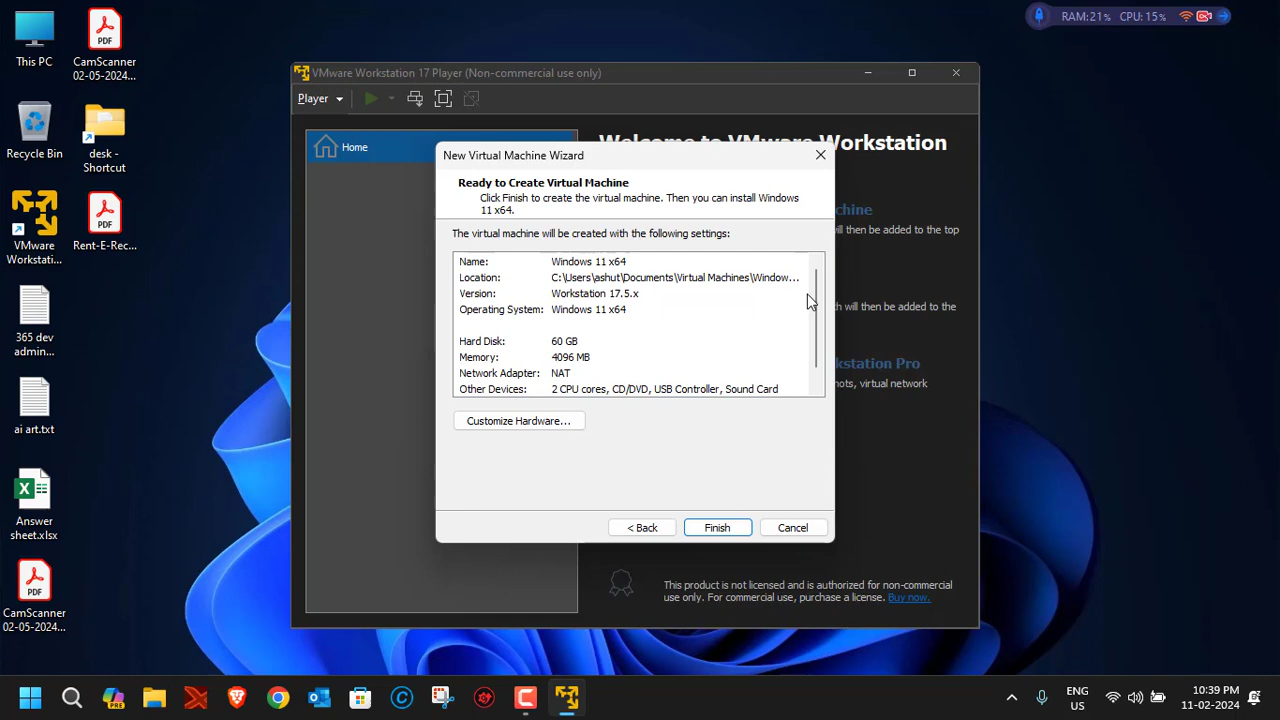 This PC
CamScanner
02-05-2024...
RAM:21% CPU:15%
Recycle Bin
desk -
Shortcut
VMware
Workstati...
Rent-E-Rec...
365 dev
admin...
ai art.txt
Answer
sheet.xlsx
CamScanner
02-05-2024...
VMware Workstation 17 Player (Non-commercial use only)
Player
Home
Welcome to VMware Workstation
chine
will then be added to the top
ch will then be added to the
kstation Pro
hots, virtual network
New Virtual Machine Wizard
Ready to Create Virtual Machine
Click Finish to create the virtual machine. Then you can install Windows
11 x64.
The virtual machine will be created with the following settings:
Name: Windows 11 x64
Location: C:\Users\ashut\Documents\Virtual Machines\Window...
Version: Workstation 17.5.x
Operating System: Windows 11 x64
Hard Disk: 60 GB
Memory: 4096 MB
Network Adapter: NAT
Other Devices: 2 CPU cores, CD/DVD, USB Controller, Sound Card
Customize Hardware...
< Back
Finish
Cancel
This product is not licensed and is authorized for non-commercial
use only. For commercial use, purchase a license. Buy now.
PRE
ENG
US
10:39 PM
11-02-2024